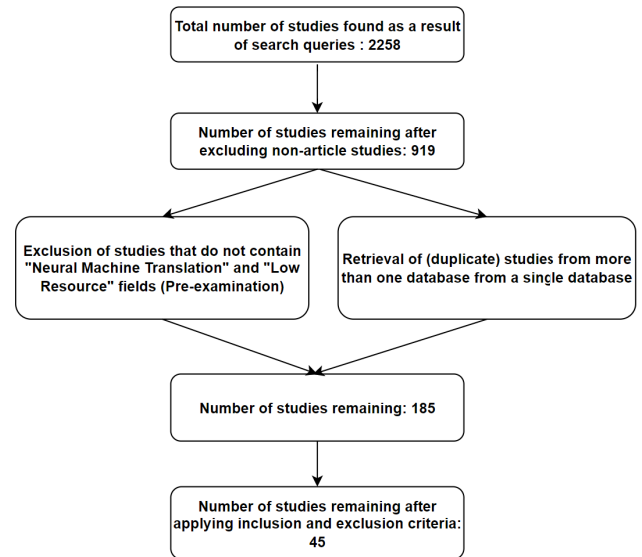 Total number of studies found as a result
of search queries : 2258
Number of studies remaining after
excluding non-article studies: 919
Exclusion of studies that do not contain
"Neural Machine Translation" and "Low
Resource" fields (Pre-examination)
Retrieval of (duplicate) studies from more
than one database from a single database
Number of studies remaining: 185
Number of studies remaining after
applying inclusion and exclusion criteria:
45